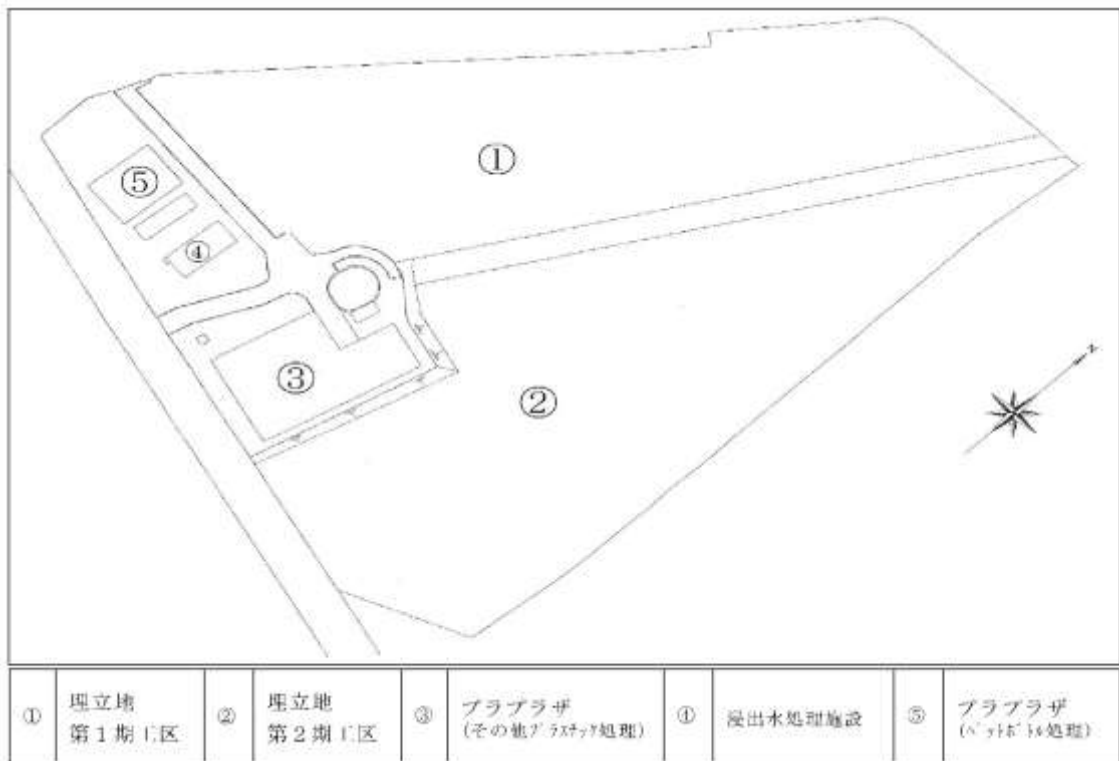 ①
⑤
④
③
②
N
① 埋立地 第1期工区 ② 埋立地 第2期工区 ③ プラプラザ (その他プラスチック処理) ④ 浸出水処理施設 ⑤ プラプラザ (ペットボトル処理)